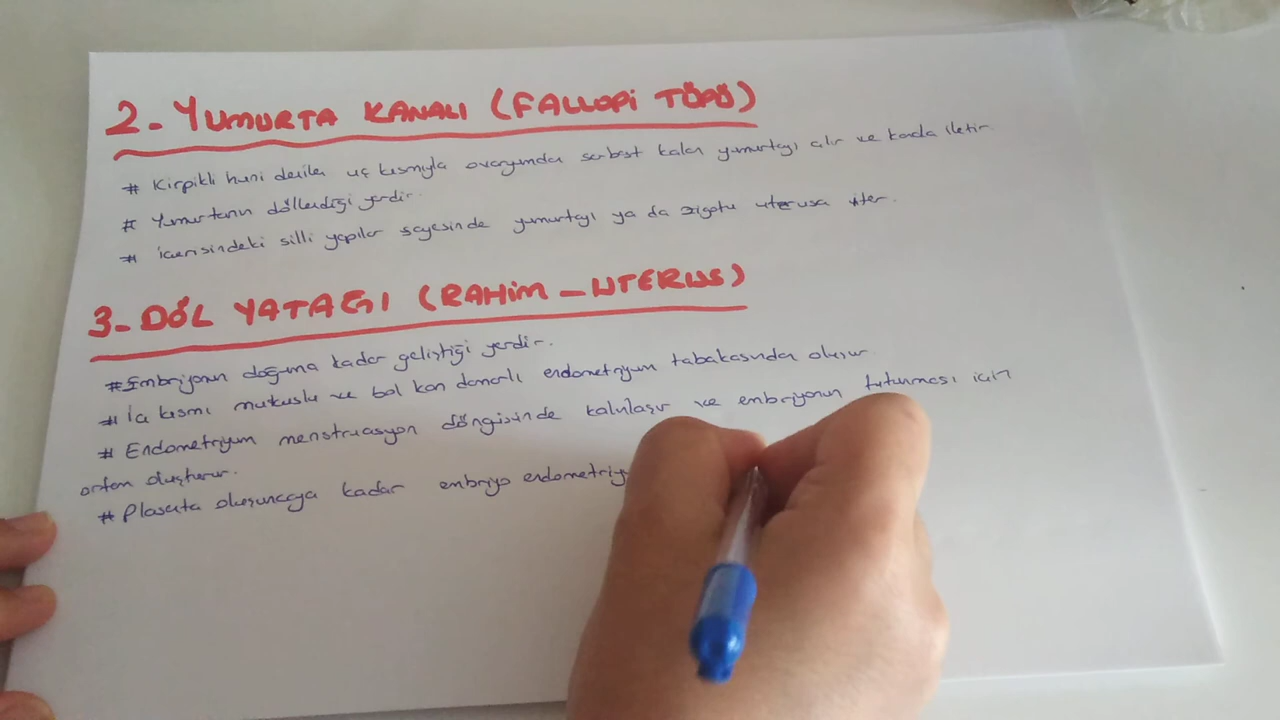 2- YUMURTA KANALI (FALLOPİ TÜPÜ)
# Kirpikli huni denilen uç kısmıyla ovaryumdan serbest kalan yumurtayı alır ve kanala iletir.
# Yumurtanın döllendiği yerdir.
# İçerisindeki silli yapılar sayesinde yumurtayı ya da zigotu uterusa iter.
3- DÖL YATAĞI (RAHİM - UTERUS)
# Embriyonun doğuma kadar geliştiği yerdir.
# İç kısmı mukuslu ve bol kan damarlı endometriyum tabakasından oluşur.
# Endometriyum menstruasyon döngüsinde kalınlaşır ve embriyonun tutunması için
ortam oluşturur.
# Plasenta oluşuncaya kadar embriyo endometriy